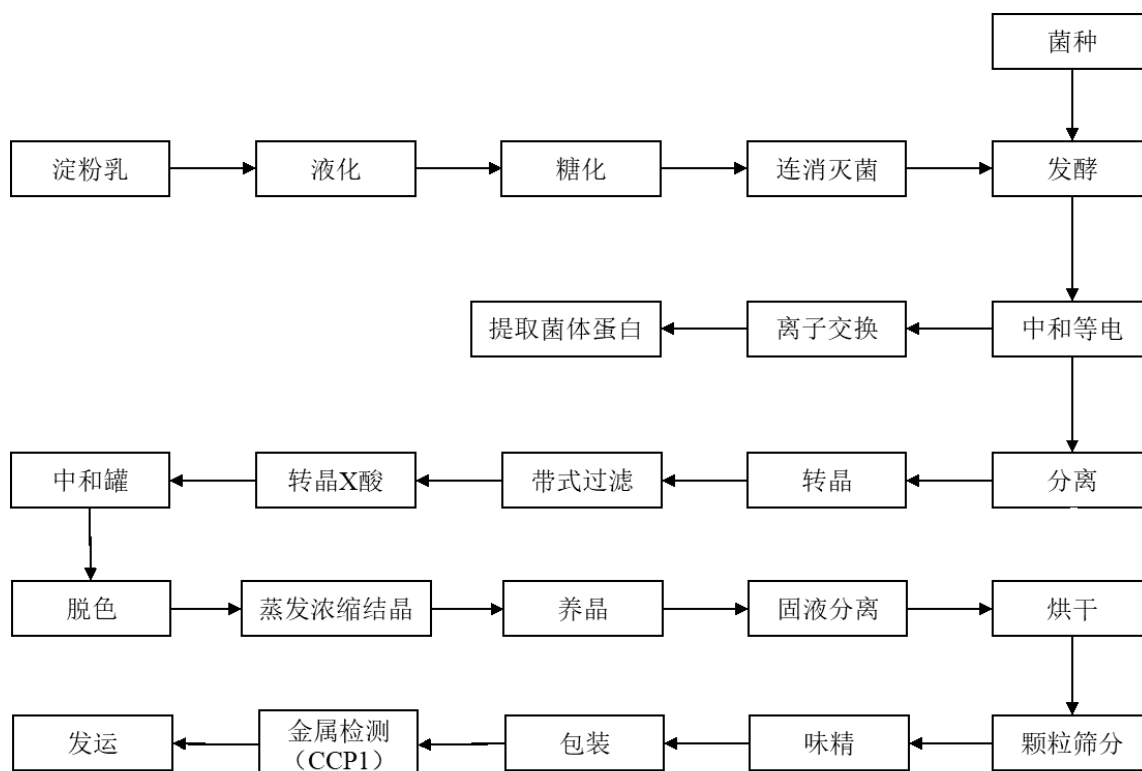 菌种
淀粉乳
液化
糖化
连消灭菌
发酵
提取菌体蛋白
离子交换
中和等电
中和罐
转晶X酸
带式过滤
转晶
分离
脱色
蒸发浓缩结晶
养晶
固液分离
烘干
发运
金属检测
（CCP1）
包装
味精
颗粒筛分